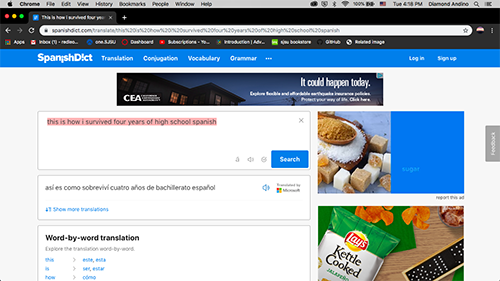 Chrome File Edit View History Bookmarks People Window Help
100% Tue 4:18 PM Diamond Andino
This is how i survived four years
spanishdict.com/translate/this%20is%20how%20i%20survived%20four%20years%20of%20high%20school%20spanish
Apps
one.SJSU
Dashboard
Subscriptions - Yo...
Introduction | Adv...
ajau bookstore
GitHub
Related image
SpanishDict Translation Conjugation Vocabulary Grammar ••• Log in Sign up
CEA
It could happen today.
Explore flexible and affordable earthquake insurance policies.
Protect your way of life. Click here.
this is how i survived four years of high school spanish
Search
sugar
report this ad
Feedback
así es como sobreviví cuatro años de bachillerato español
Translated by
Microsoft
Show more translations
Word-by-word translation
Explore the translation word-by-word.
this este, esta
is ser, estar
how cómo
Lay's
Kettle
Cooked